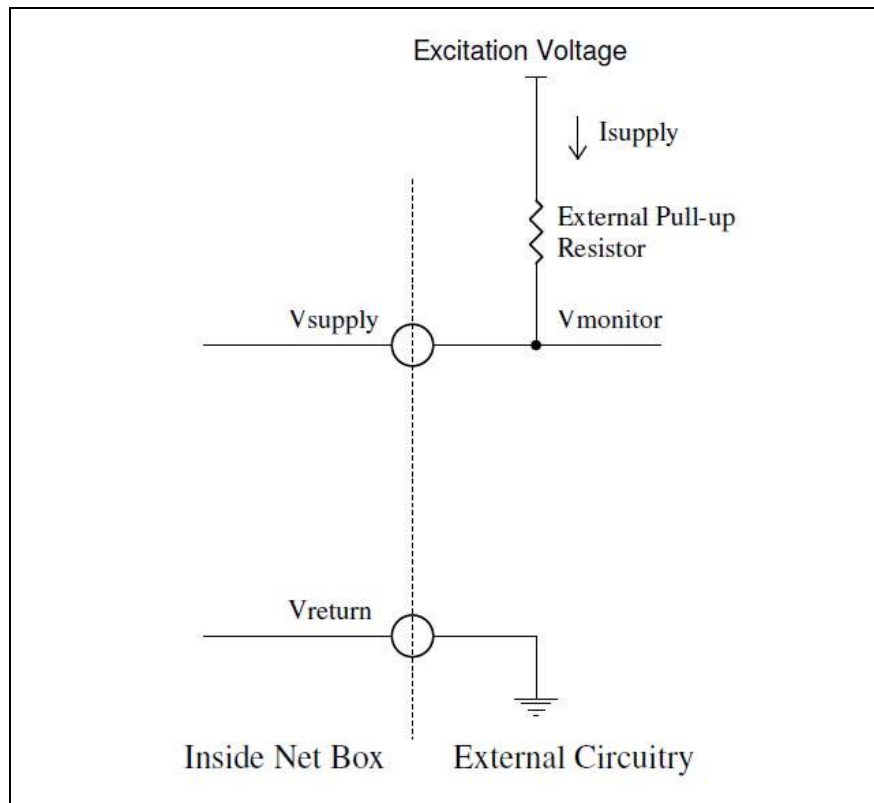 Excitation Voltage
Isupply
External Pull-up
Resistor
Vsupply
Vmonitor
Vreturn
Inside Net Box
External Circuitry